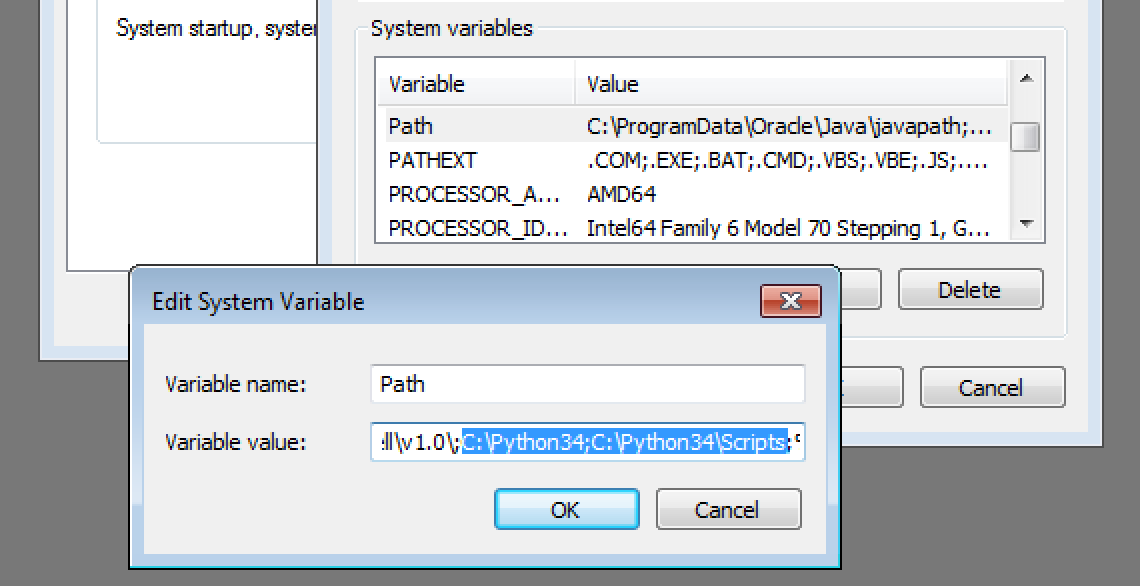 System startup, system
System variables
Variable Value
Path C:\ProgramData\Oracle\Java\javapath;...
PATHEXT .COM;.EXE;.BAT;.CMD;.VBS;.VBE;.JS;....
PROCESSOR_A... AMD64
PROCESSOR_ID... Intel64 Family 6 Model 70 Stepping 1, G...
Delete
Cancel
Edit System Variable
Variable name: Path
Variable value: ll\v1.0\;C:\Python34;C:\Python34\Scripts;
OK Cancel